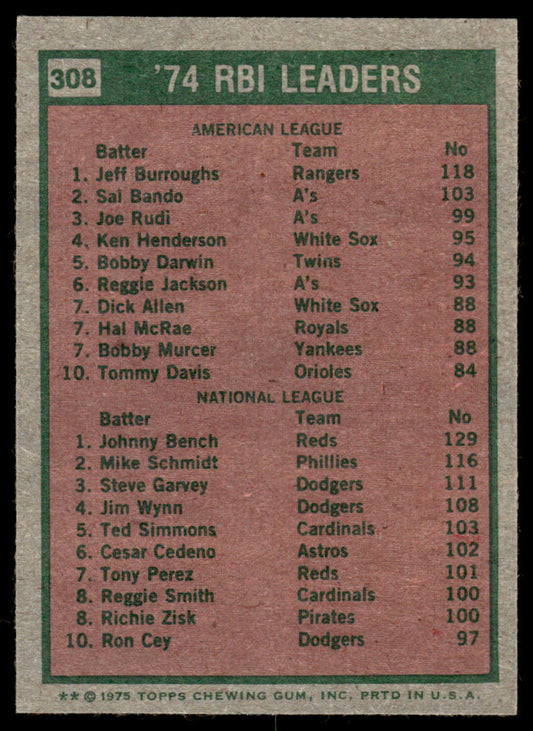 308 '74 RBI LEADERS
AMERICAN LEAGUE
Batter Team No
1. Jeff Burroughs Rangers 118
2. Sal Bando A's 103
3. Joe Rudi A's 99
4. Ken Henderson White Sox 95
5. Bobby Darwin Twins 94
6. Reggie Jackson A's 93
7. Dick Allen White Sox 88
7. Hal McRae Royals 88
7. Bobby Murcer Yankees 88
10. Tommy Davis Orioles 84
NATIONAL LEAGUE
Batter Team No
1. Johnny Bench Reds 129
2. Mike Schmidt Phillies 116
3. Steve Garvey Dodgers 111
4. Jim Wynn Dodgers 108
5. Ted Simmons Cardinals 103
6. Cesar Cedeno Astros 102
7. Tony Perez Reds 101
8. Reggie Smith Cardinals 100
8. Richie Zisk Pirates 100
10. Ron Cey Dodgers 97
** © 1975 TOPPS CHEWING GUM, INC. PRTD IN U.S.A.